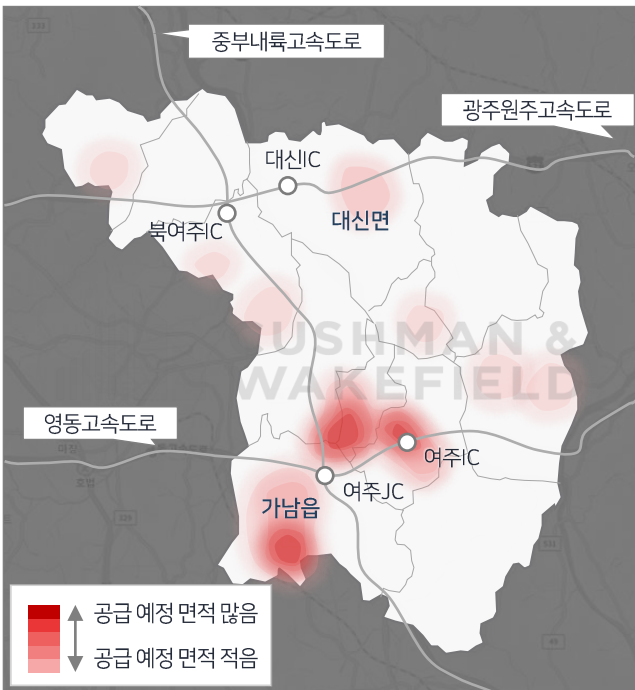 중부내륙고속도로
광주원주고속도로
대신IC
대신면
북여주IC
CUSHMAN &
WAKEFIELD
영동고속도로
여주IC
여주JC
가남읍
공급 예정 면적 많음
공급 예정 면적 적음